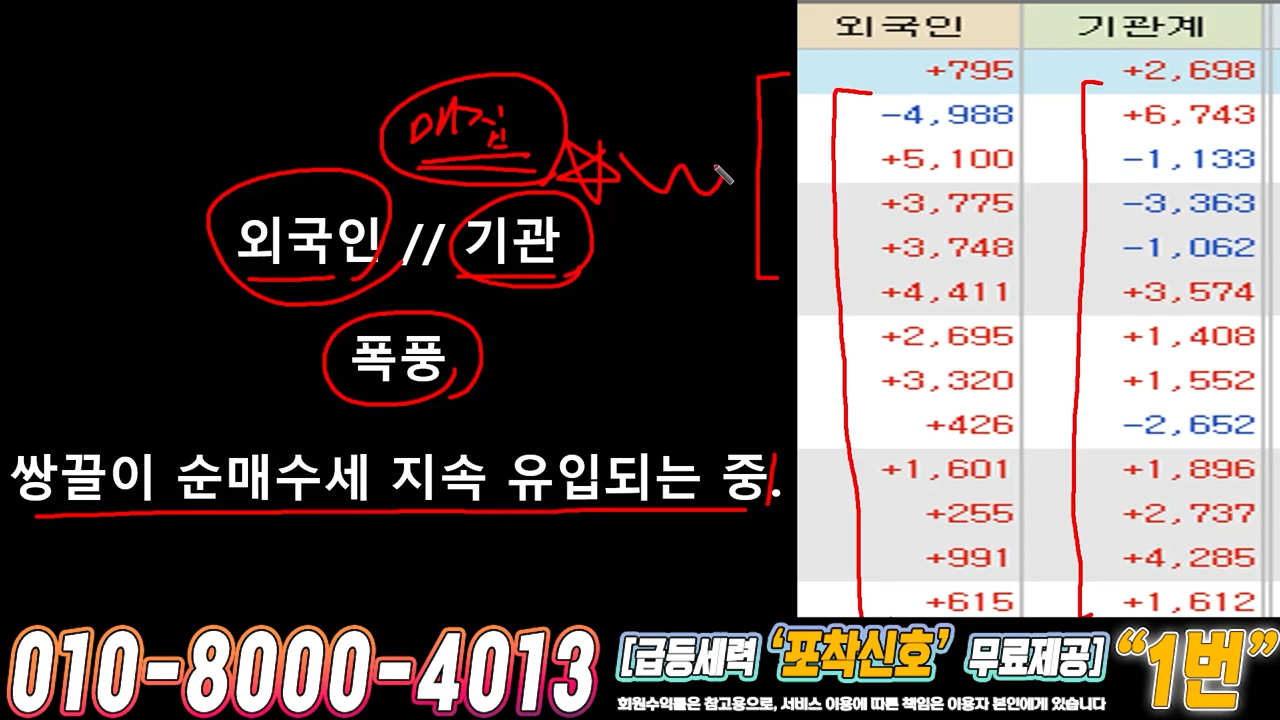 매집
외국인 // 기관
폭풍
쌍끌이 순매수세 지속 유입되는 중.
외국인 기관계
+795 +2,698
-4,988 +6,743
+5,100 -1,133
+3,775 -3,363
+3,748 -1,062
+4,411 +3,574
+2,695 +1,408
+3,320 +1,552
+426 -2,652
+1,601 +1,896
+255 +2,737
+991 +4,285
+615 +1,612
010-8000-4013
[급등세력 '포착신호' 무료제공] "1번"
회원수익률은 참고용으로, 서비스 이용에 따른 책임은 이용자 본인에게 있습니다